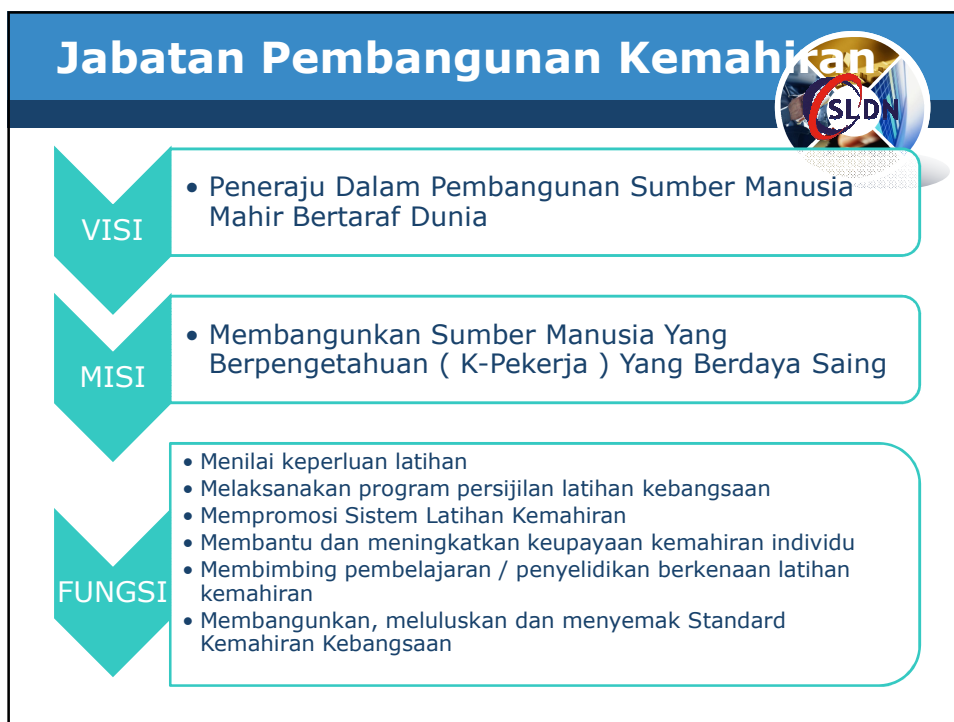 Jabatan Pembangunan Kemahiran
SLDN
VISI
• Peneraju Dalam Pembangunan Sumber Manusia
Mahir Bertaraf Dunia
MISI
• Membangunkan Sumber Manusia Yang
Berpengetahuan ( K-Pekerja ) Yang Berdaya Saing
FUNGSI
• Menilai keperluan latihan
• Melaksanakan program persijilan latihan kebangsaan
• Mempromosi Sistem Latihan Kemahiran
• Membantu dan meningkatkan keupayaan kemahiran individu
• Membimbing pembelajaran / penyelidikan berkenaan latihan
kemahiran
• Membangunkan, meluluskan dan menyemak Standard
Kemahiran Kebangsaan